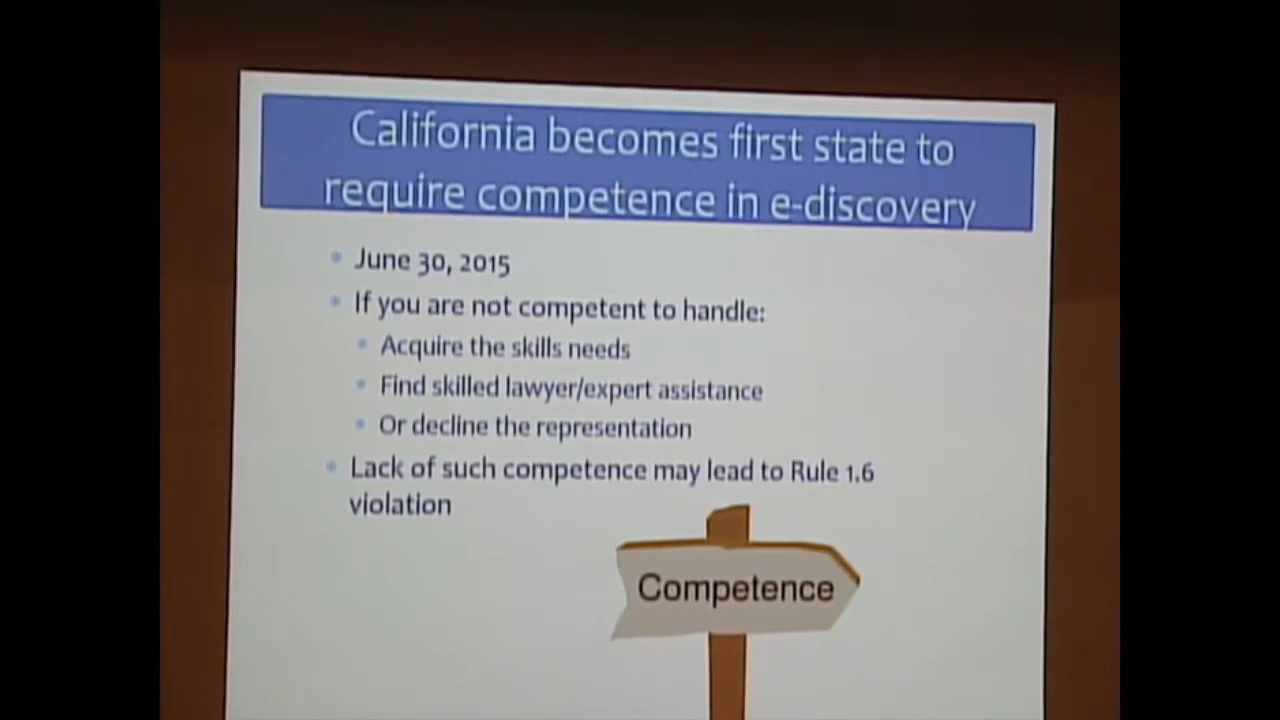 California becomes first state to
require competence in e-discovery
June 30, 2015
If you are not competent to handle:
Acquire the skills needs
Find skilled lawyer/expert assistance
Or decline the representation
Lack of such competence may lead to Rule 1.6
violation
Competence